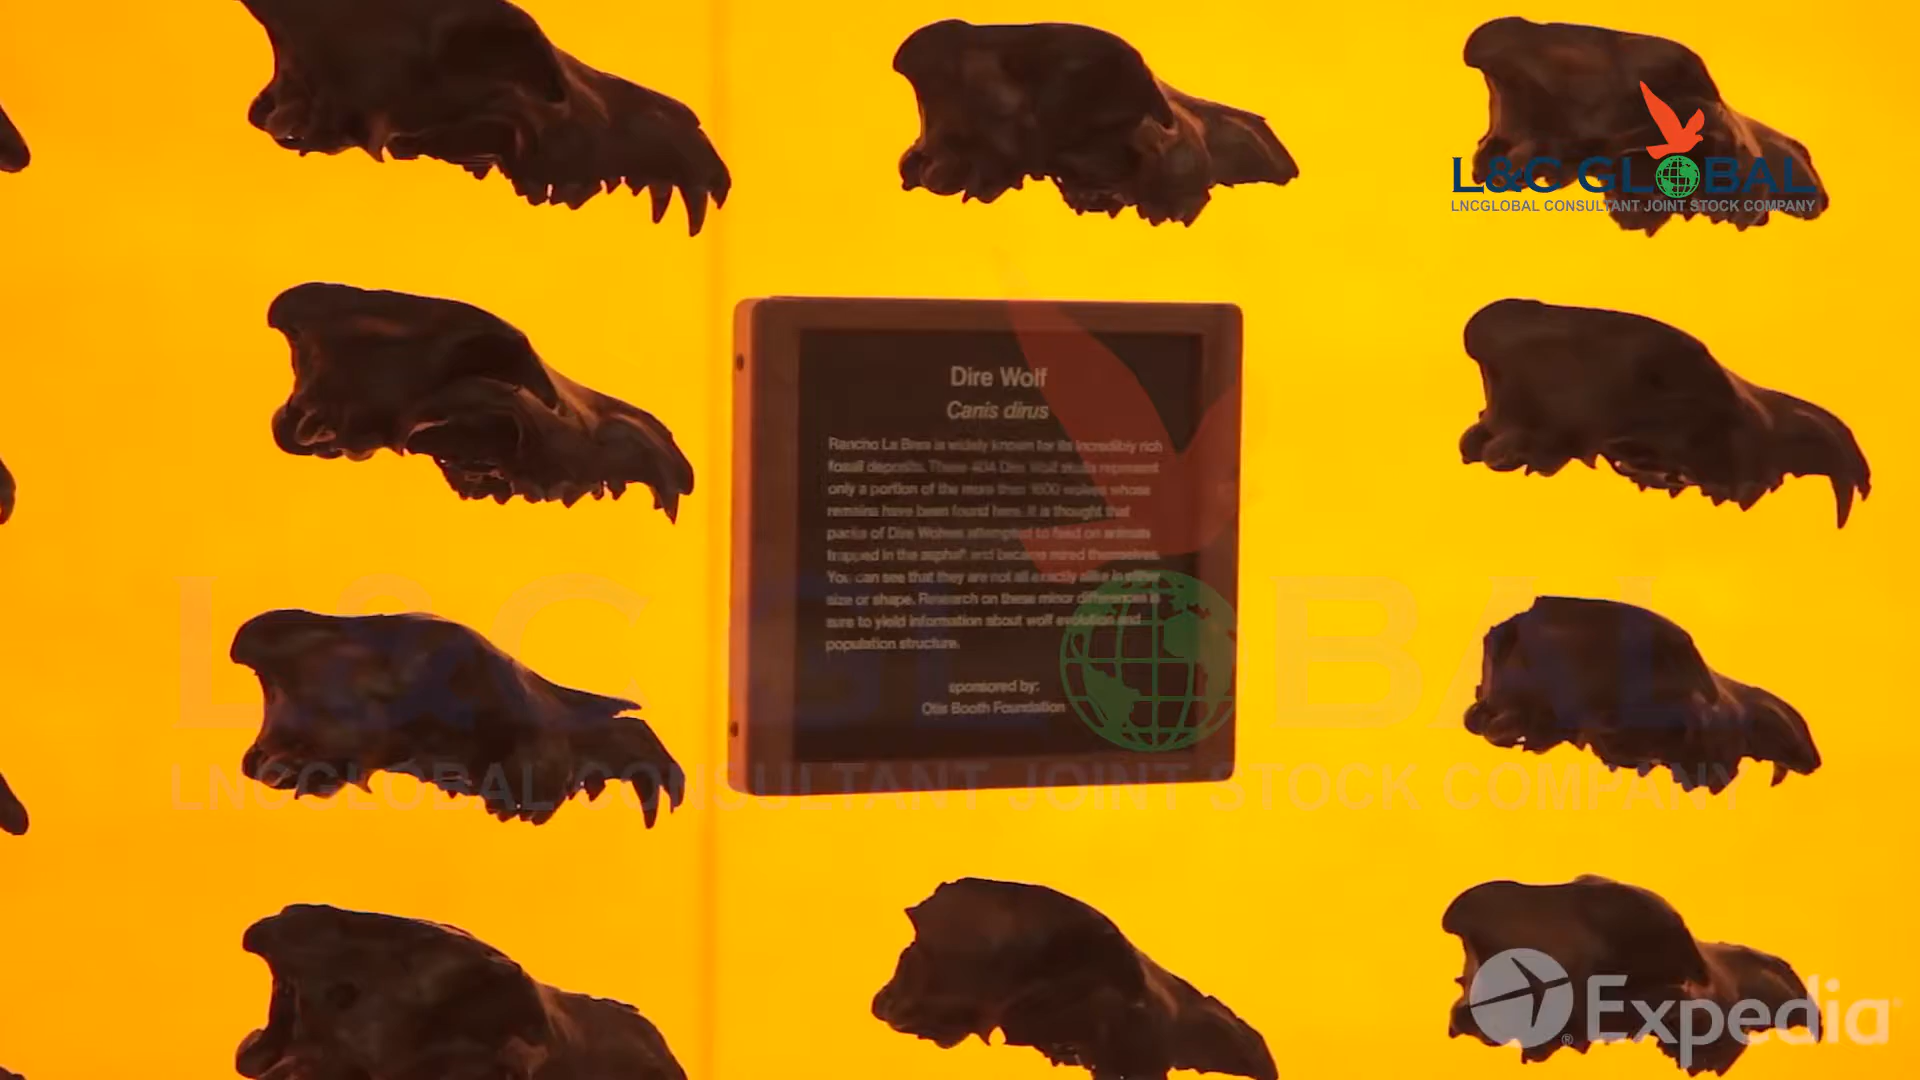 L&C GLOBAL
LNCGLOBAL CONSULTANT JOINT STOCK COMPANY
Dire Wolf
Canis dirus
Rancho La Brea is widely known for its incredibly rich
fossil deposits. These 404 Dire Wolf skulls represent
only a portion of the more than 1600 wolves whose
remains have been found here. It is thought that
packs of Dire Wolves attempted to feed on animals
trapped in the asphalt and became mired themselves.
You can see that they are not all exactly alike in either
size or shape. Research on these minor differences is
sure to yield information about wolf evolution and
population structure.
sponsored by:
Otis Booth Foundation
L&C GLOBAL
LNCGLOBAL CONSULTANT JOINT STOCK COMPANY
Expedia